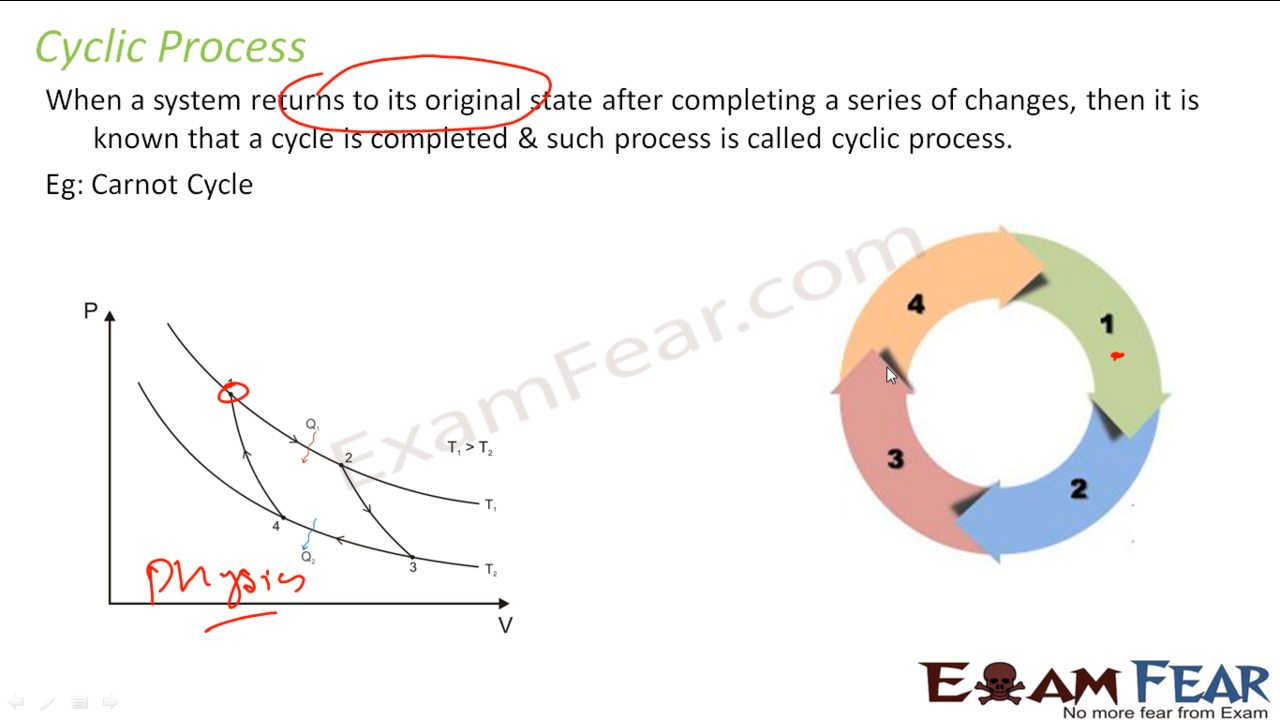 Cyclic Process
When a system returns to its original state after completing a series of changes, then it is
known that a cycle is completed & such process is called cyclic process.
Eg: Carnot Cycle
ExamFear.com
P
1
Q₁
2
T₁ > T₂
T₁
4
Q₂
3
T₂
Physics
V
4
1
3
2
EXAM FEAR
No more fear from Exam